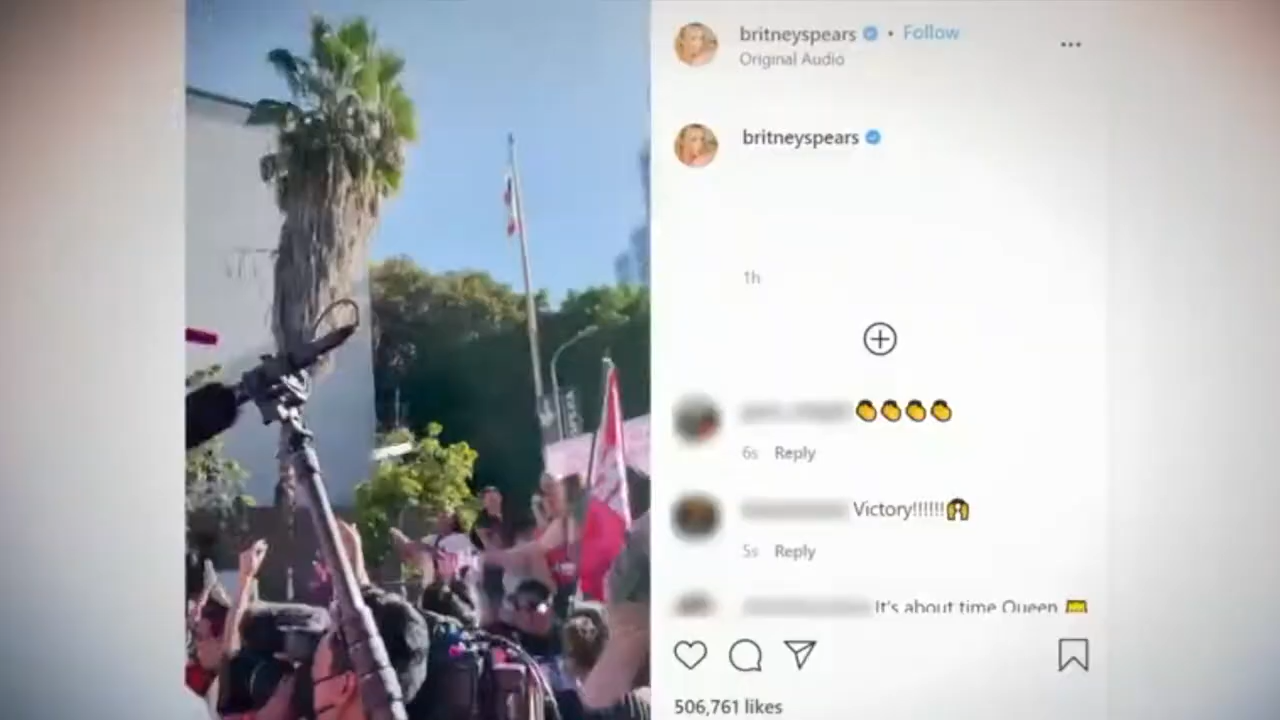 britneyspears • Follow
Original Audio
britneyspears
1h
Victory!!!!!!
6s Reply
5s Reply
It's about time Queen
506,761 likes